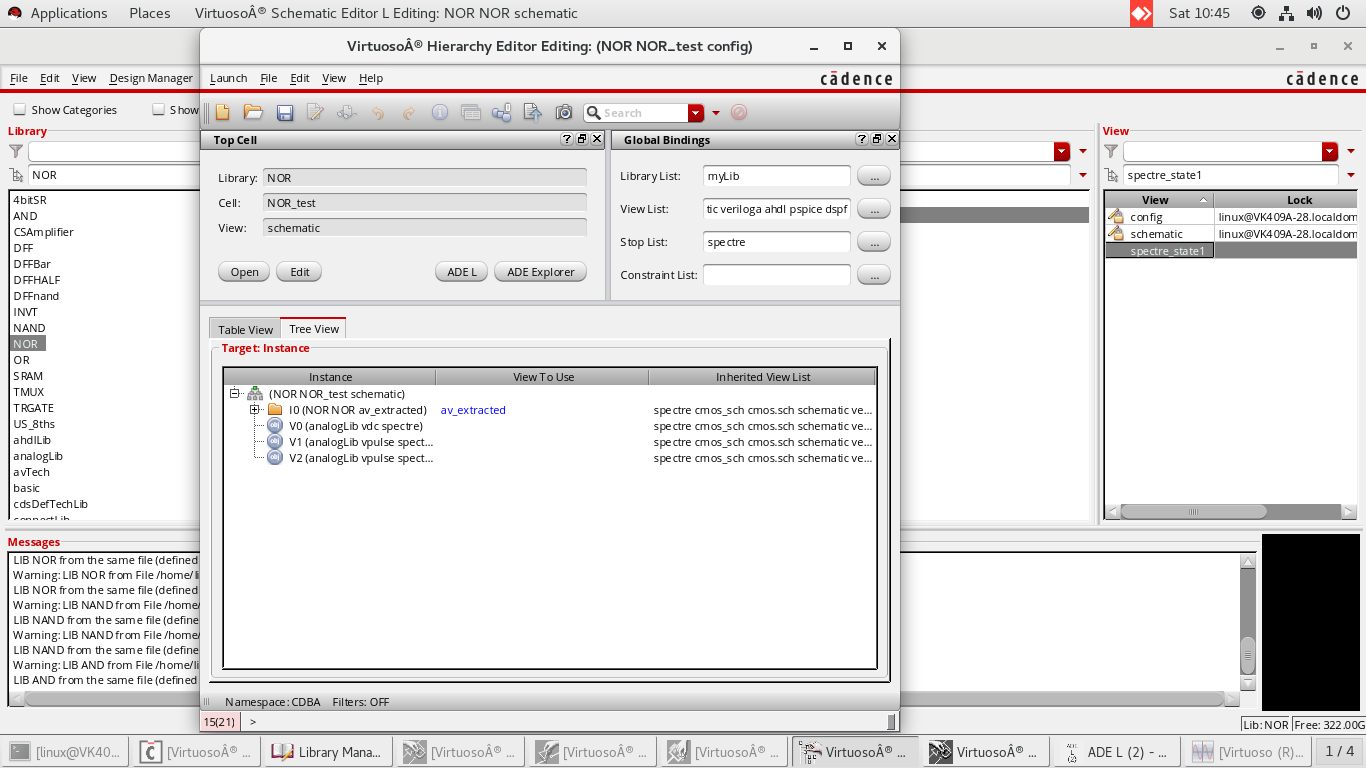 Applications Places VirtuosoÂ® Schematic Editor L Editing: NOR NOR schematic Sat 10:45
VirtuosoÂ® Hierarchy Editor Editing: (NOR NOR_test config)
File Edit View Design Manager
Launch File Edit View Help cādence
cādence
Show Categories Show
Search
Library
NOR
4bitSR
AND
CSAmplifier
DFF
DFFBar
DFFHALF
DFFnand
INVT
NAND
NOR
OR
SRAM
TMUX
TRGATE
US_8ths
ahdlLib
analogLib
avTech
basic
cdsDefTechLib
connectLib
Top Cell
Library: NOR
Cell: NOR_test
View: schematic
Open Edit ADE L ADE Explorer
Global Bindings
Library List: myLib ...
View List: tic veriloga ahdl pspice dspf ...
Stop List: spectre ...
Constraint List: ...
Table View Tree View
Target: Instance
Instance View To Use Inherited View List
(NOR NOR_test schematic)
I0 (NOR NOR av_extracted) av_extracted spectre cmos_sch cmos.sch schematic ve...
V0 (analogLib vdc spectre) spectre cmos_sch cmos.sch schematic ve...
V1 (analogLib vpulse spect... spectre cmos_sch cmos.sch schematic ve...
V2 (analogLib vpulse spect... spectre cmos_sch cmos.sch schematic ve...
Namespace: CDBA Filters: OFF
15(21) >
View
spectre_state1
View Lock
config linux@VK409A-28.localdom
schematic linux@VK409A-28.localdom
spectre_state1
Messages
LIB NOR from the same file (defined
Warning: LIB NOR from File /home/li
LIB NOR from the same file (defined
Warning: LIB NAND from File /home/
LIB NAND from the same file (define
Warning: LIB NAND from File /home/
LIB NAND from the same file (define
Warning: LIB AND from File /home/li
LIB AND from the same file (defined
Lib: NOR Free: 322.00G
[linux@VK40... [VirtuosoÂ® ... Library Mana... [VirtuosoÂ® ... [VirtuosoÂ® ... [VirtuosoÂ® ... VirtuosoÂ® ... VirtuosoÂ® ... ADE L (2) - ... [Virtuoso (R)... 1 / 4